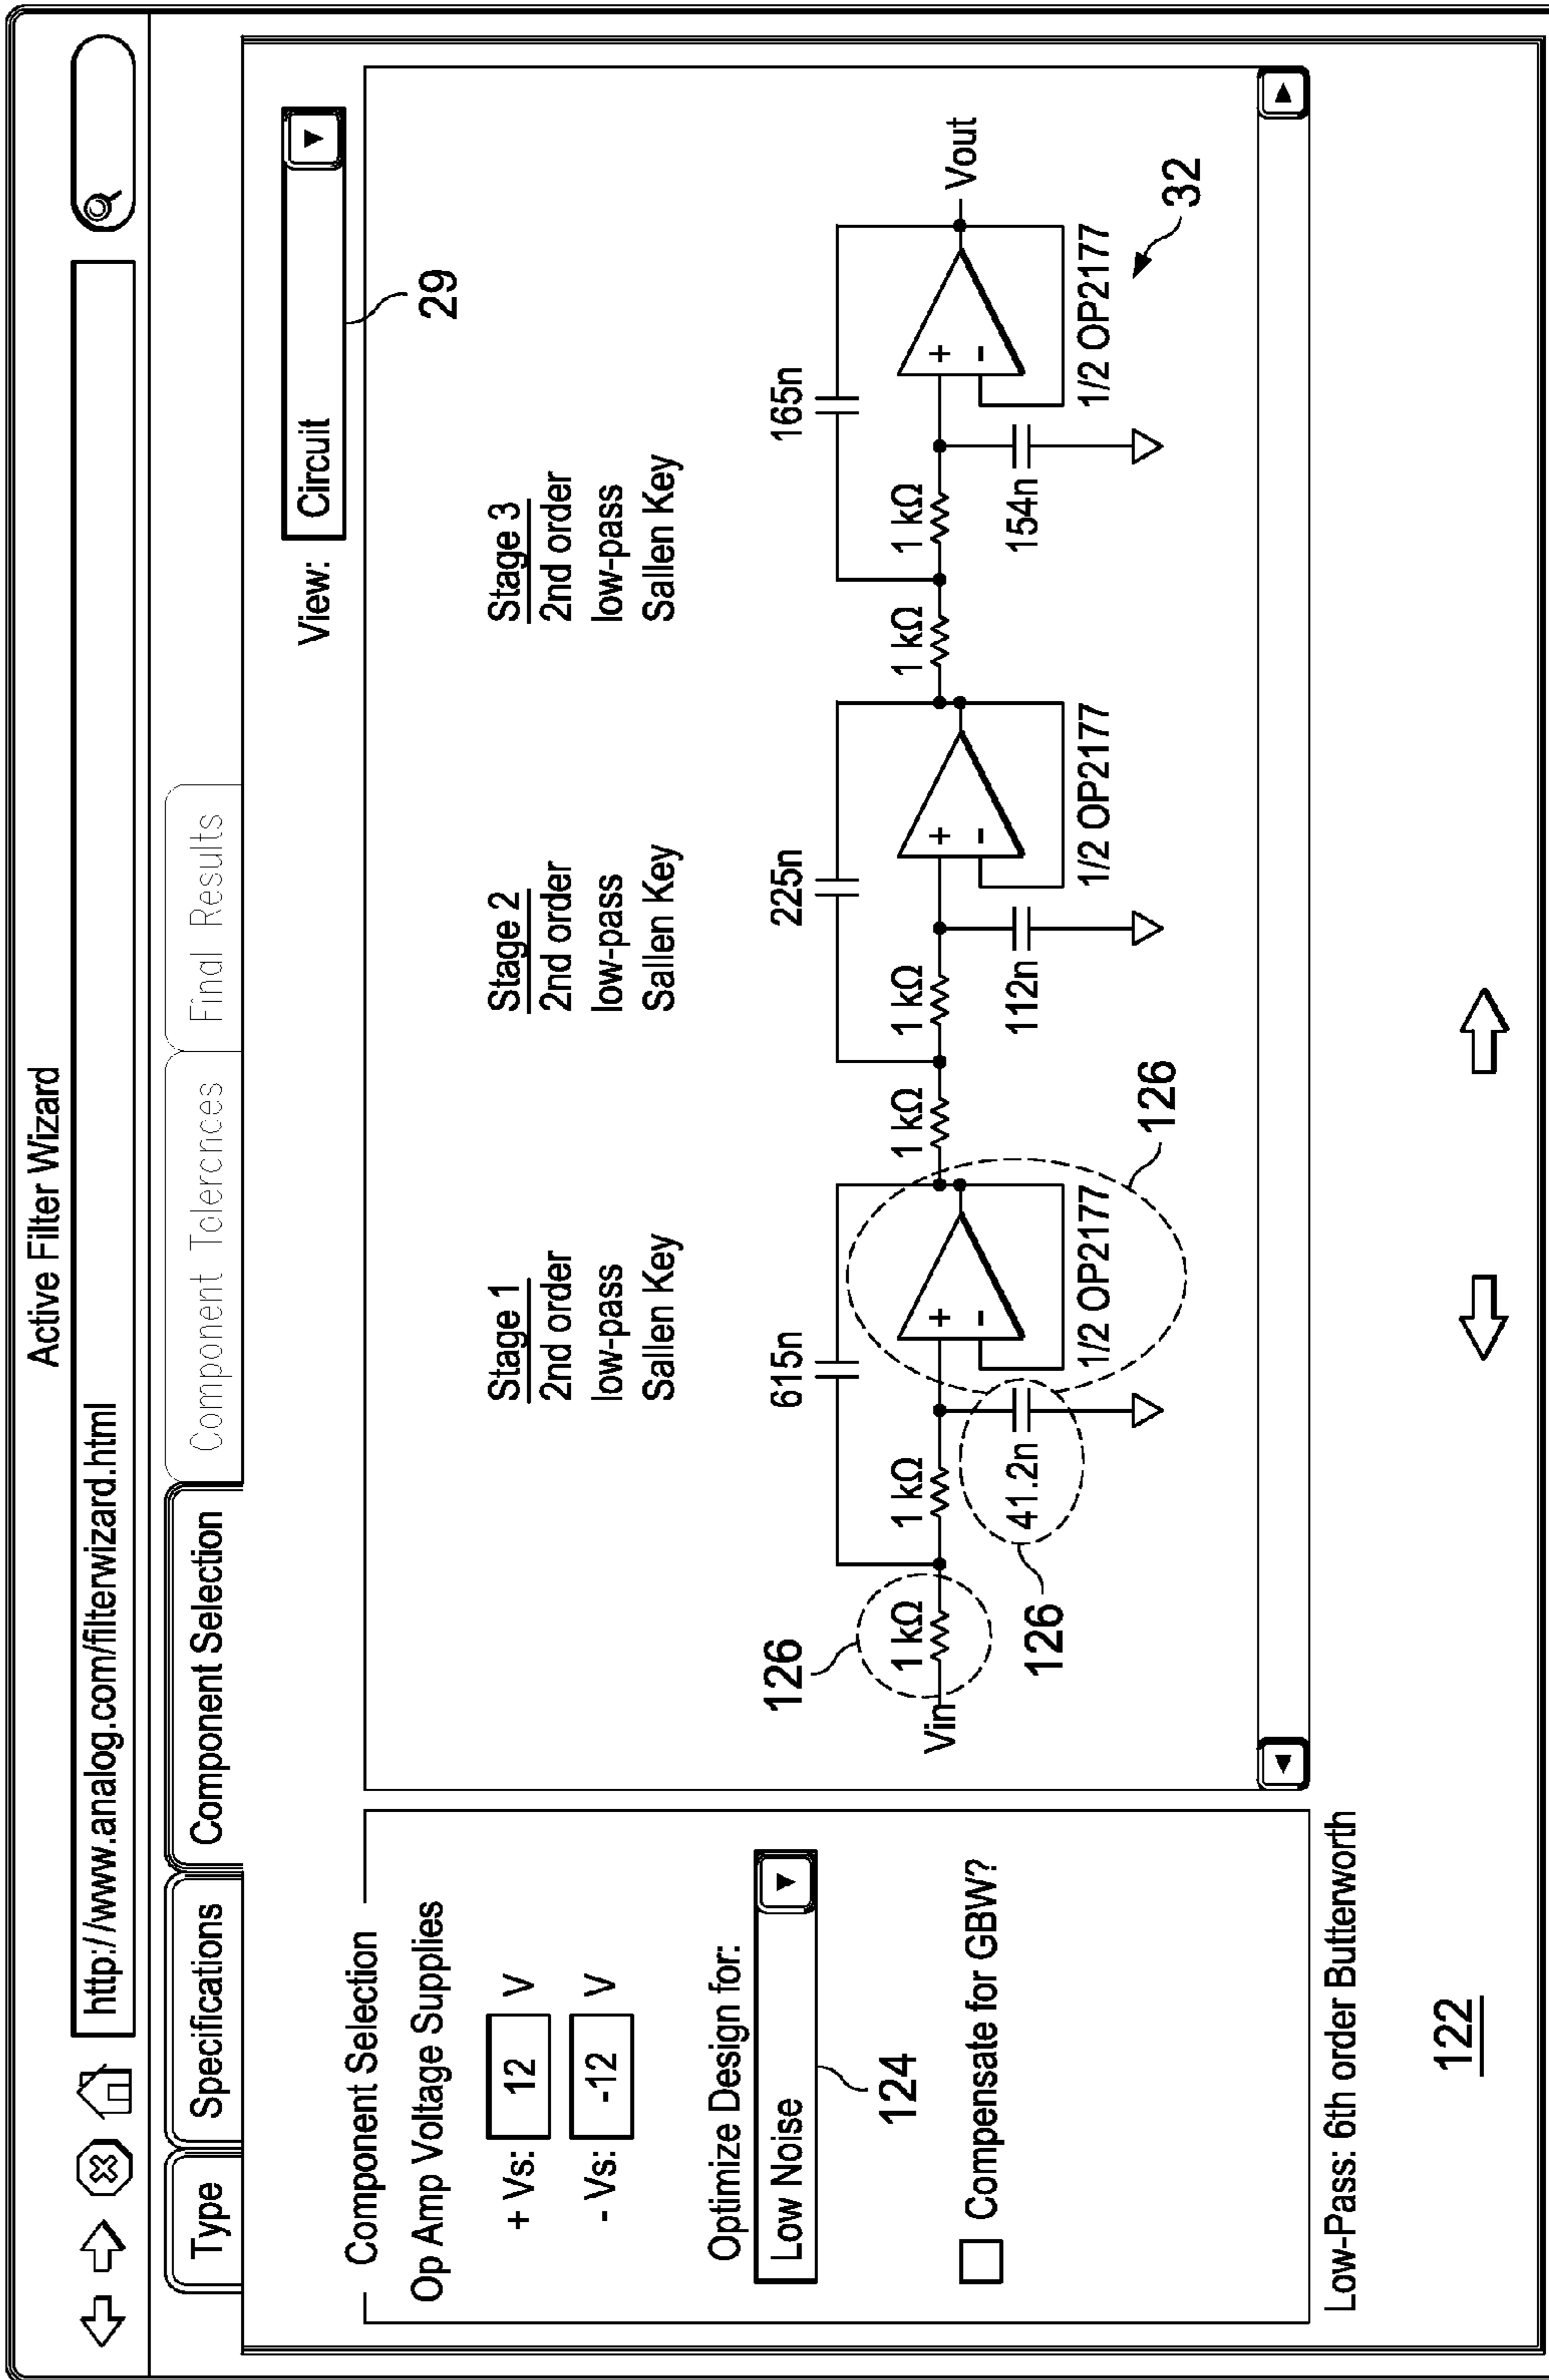 Active Filter Wizard
http://www.analog.com/filterwizard.html
Type
Specifications
Component Selection
Component Tolerences
Final Results
Component Selection
Op Amp Voltage Supplies
+ Vs: 12 V
- Vs: -12 V
Optimize Design for:
Low Noise
124
Compensate for GBW?
View: Circuit
29
Stage 1
2nd order
low-pass
Sallen Key
Stage 2
2nd order
low-pass
Sallen Key
Stage 3
2nd order
low-pass
Sallen Key
615n
225n
165n
126
Vin
1 kΩ
1 kΩ
1 kΩ
1 kΩ
1 kΩ
1 kΩ
Vout
+
-
+
-
+
-
41.2n
112n
154n
126
1/2 OP2177
1/2 OP2177
1/2 OP2177
126
32
Low-Pass: 6th order Butterworth
122